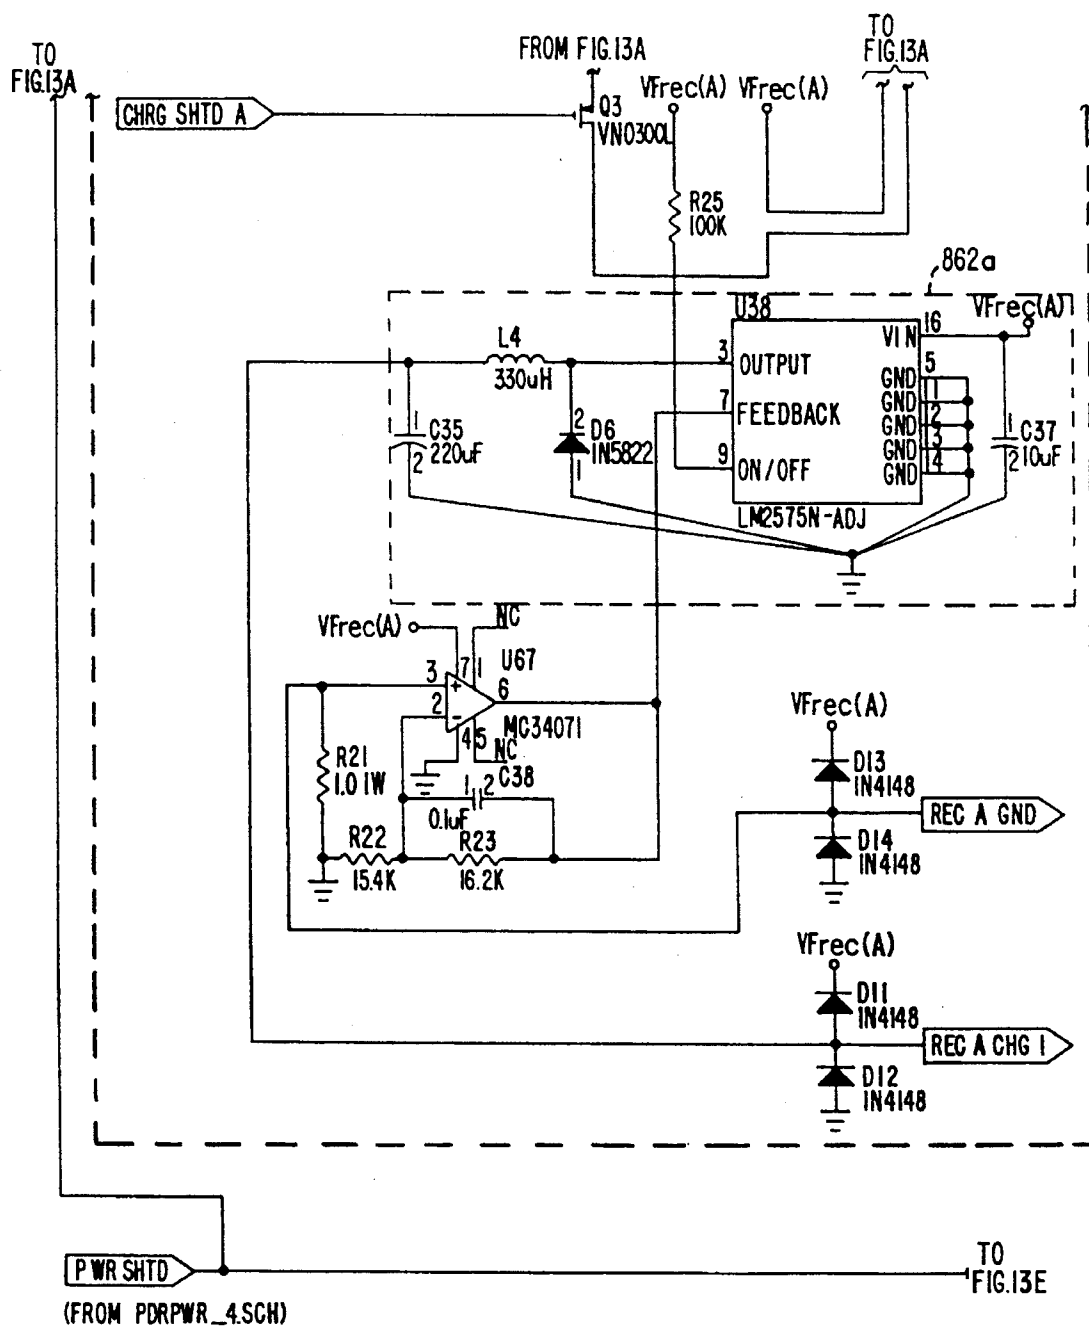 TO
FIG.13A
FROM FIG.13A
TO
FIG.13A
CHRG SHTD A
Q3
VN0300L
VFrec(A)
VFrec(A)
R25
100K
862a
U38
VFrec(A)
L4
330uH
3
OUTPUT
VIN
16
7
FEEDBACK
GND
5
GND
11
GND
12
GND
13
GND
14
9
ON/OFF
LM2575N-ADJ
1
C35
220uF
2
2
D6
1N5822
1
1
C37
10uF
2
VFrec(A)
NC
3
7
1
U67
2
6
4
5
MC34071
NC
R21
1.0 1W
C38
1
2
0.1uF
R22
15.4K
R23
16.2K
VFrec(A)
D13
1N4148
REC A GND
D14
1N4148
VFrec(A)
D11
1N4148
REC A CHG 1
D12
1N4148
PWR SHTD
(FROM PDRPWR_4.SCH)
TO
FIG.13E